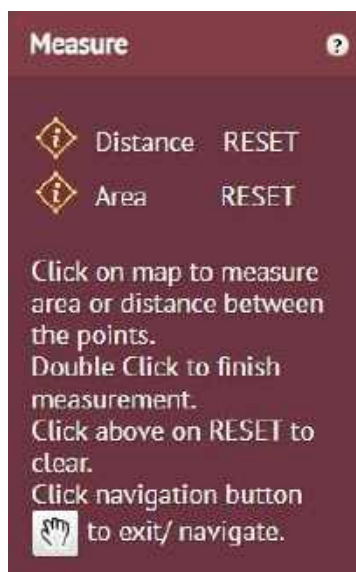 Measure ?
i Distance RESET
i Area RESET
Click on map to measure
area or distance between
the points.
Double Click to finish
measurement.
Click above on RESET to
clear.
Click navigation button
to exit/ navigate.